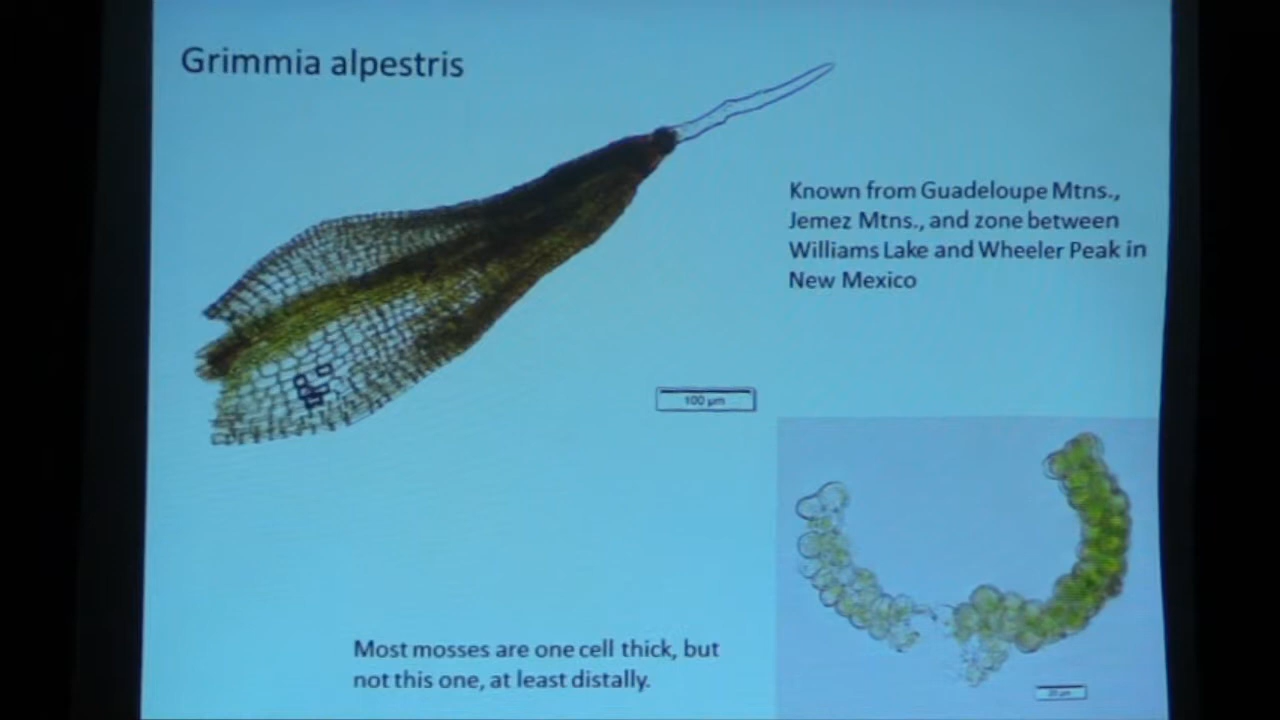 Grimmia alpestris
Known from Guadeloupe Mtns.,
Jemez Mtns., and zone between
Williams Lake and Wheeler Peak in
New Mexico
100 µm
Most mosses are one cell thick, but
not this one, at least distally.